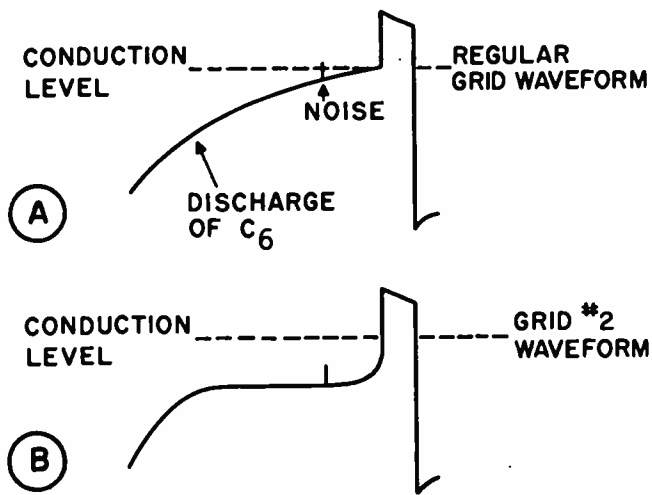 CONDUCTION LEVEL
REGULAR GRID WAVEFORM
NOISE
DISCHARGE OF C6
A
CONDUCTION LEVEL
GRID #2 WAVEFORM
B